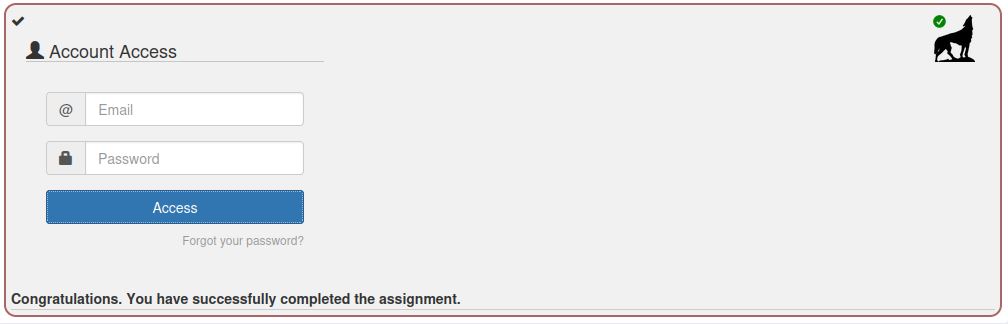 Account Access
@ Email
Password
Access
Forgot your password?
Congratulations. You have successfully completed the assignment.